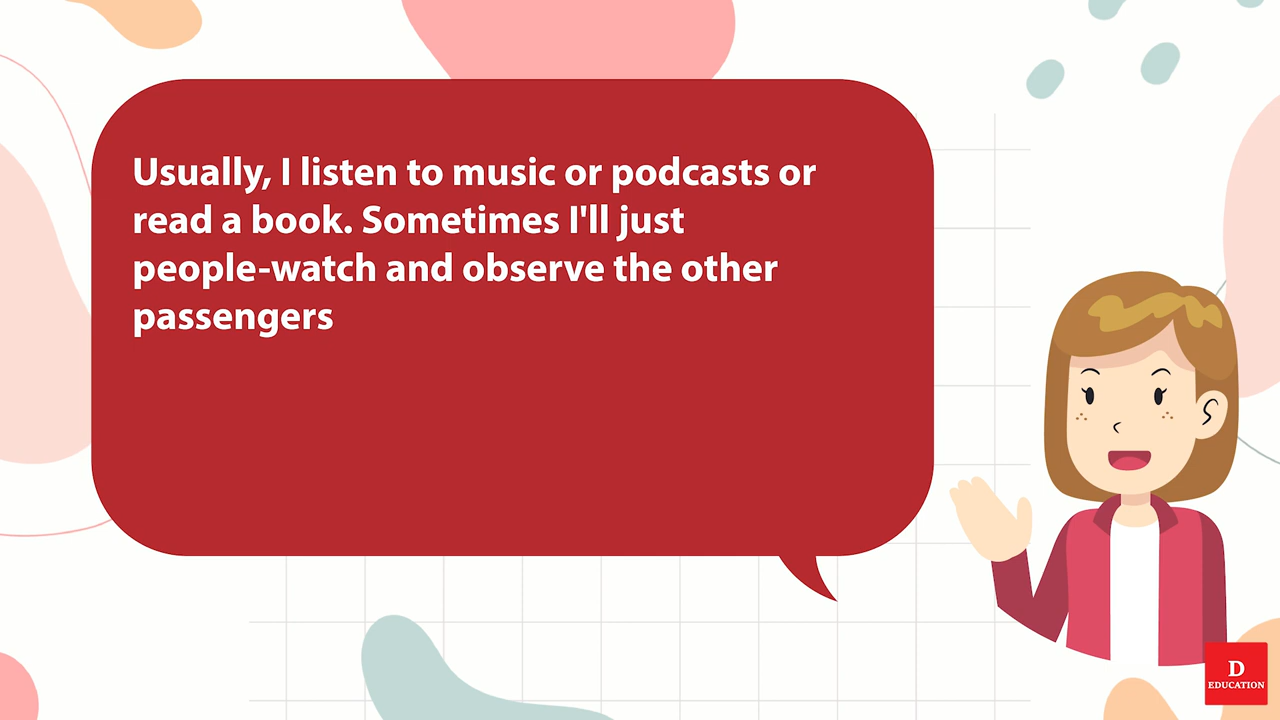 Usually, I listen to music or podcasts or
read a book. Sometimes I'll just
people-watch and observe the other
passengers
D
EDUCATION